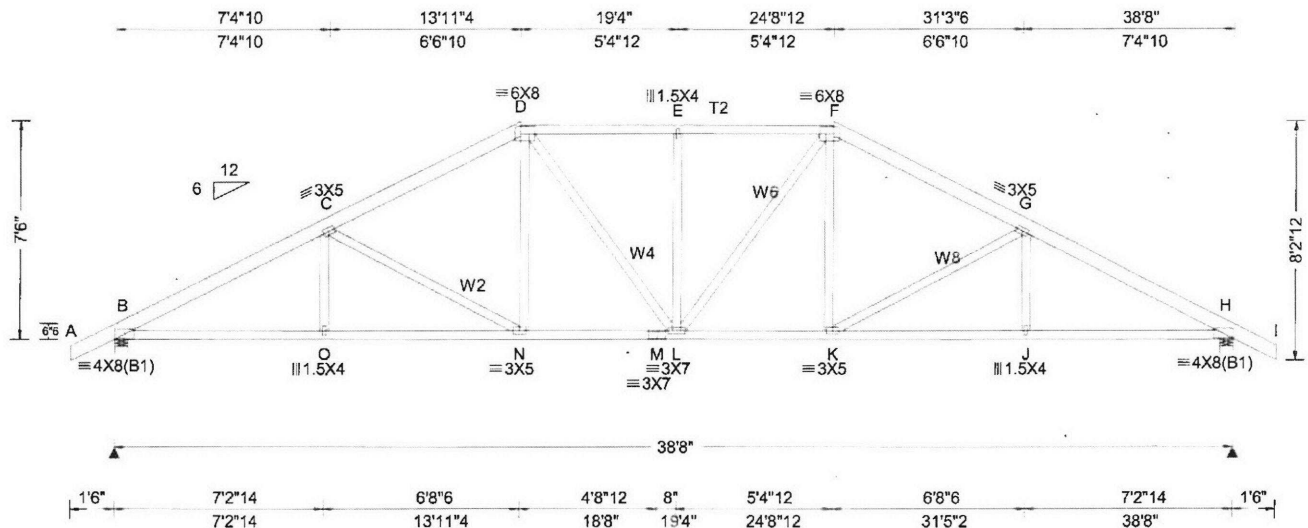 7'4"10 13'11"4 19'4" 24'8"12 31'3"6 38'8"
7'4"10 6'6"10 5'4"12 5'4"12 6'6"10 7'4"10
≡6X8 |||1.5X4 ≡6X8
D E T2 F
12
6
≡3X5 ≡3X5
C G
W6
7'6" 8'2"12
W4 W8
W2
6"6 A B H I
≡4X8(B1) O N M L K J ≡4X8(B1)
|||1.5X4 ≡3X5 ≡3X7 ≡3X5 |||1.5X4
≡3X7
38'8"
1'6" 7'2"14 6'8"6 4'8"12 8" 5'4"12 6'8"6 7'2"14 1'6"
7'2"14 13'11"4 18'8" 19'4" 24'8"12 31'5"2 38'8"